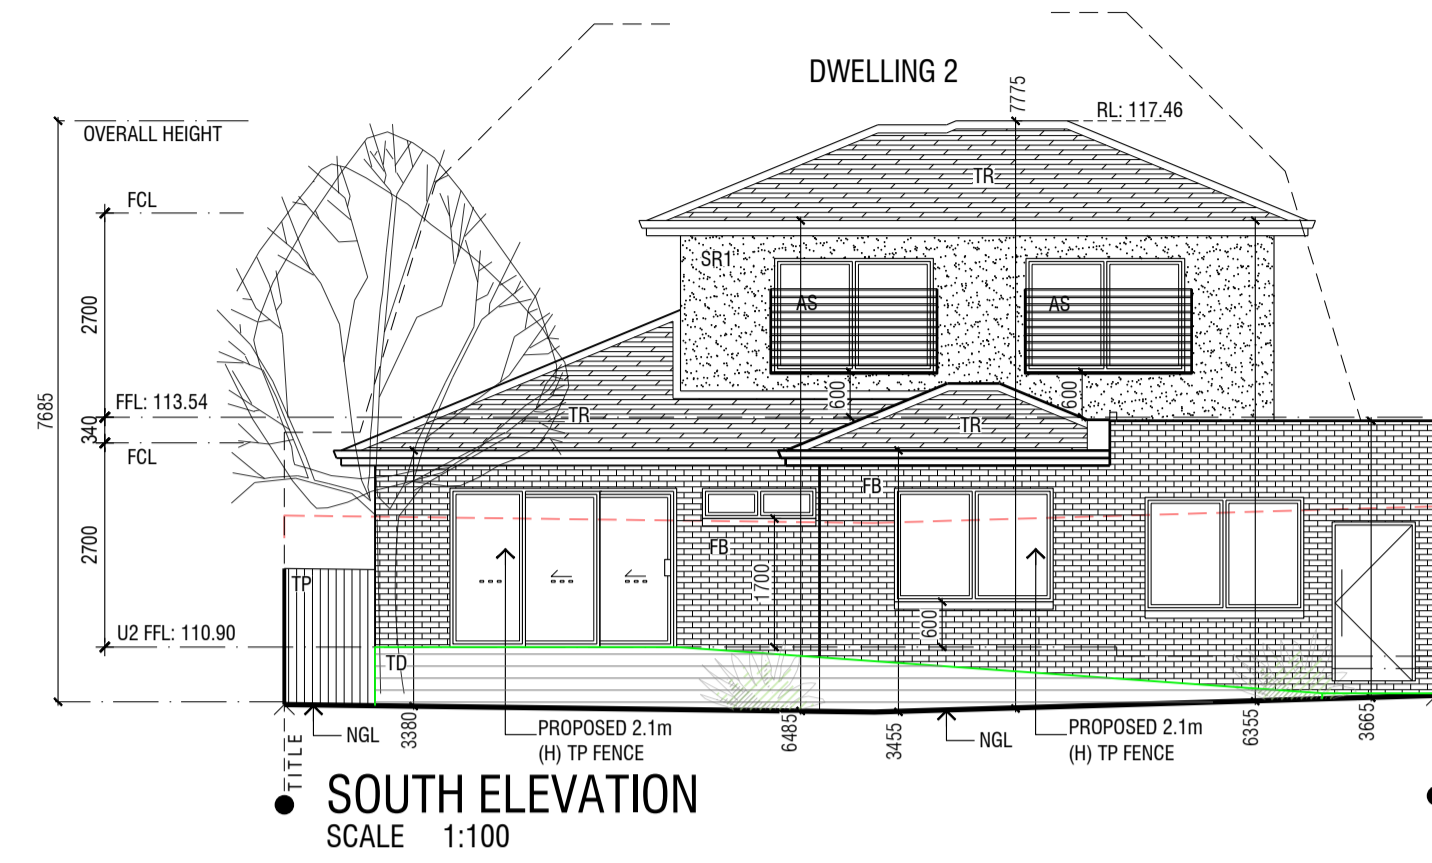 DWELLING 2
7775
RL: 117.46
OVERALL HEIGHT
TR
FCL
SR1
AS
AS
2700
600
600
7685
FFL: 113.54
340
TR
TR
FCL
FB
2700
FB
TP
1700
600
U2 FFL: 110.90
TD
TITLE
NGL
3380
PROPOSED 2.1m
(H) TP FENCE
6485
3455
NGL
PROPOSED 2.1m
(H) TP FENCE
6355
3665
SOUTH ELEVATION
SCALE 1:100